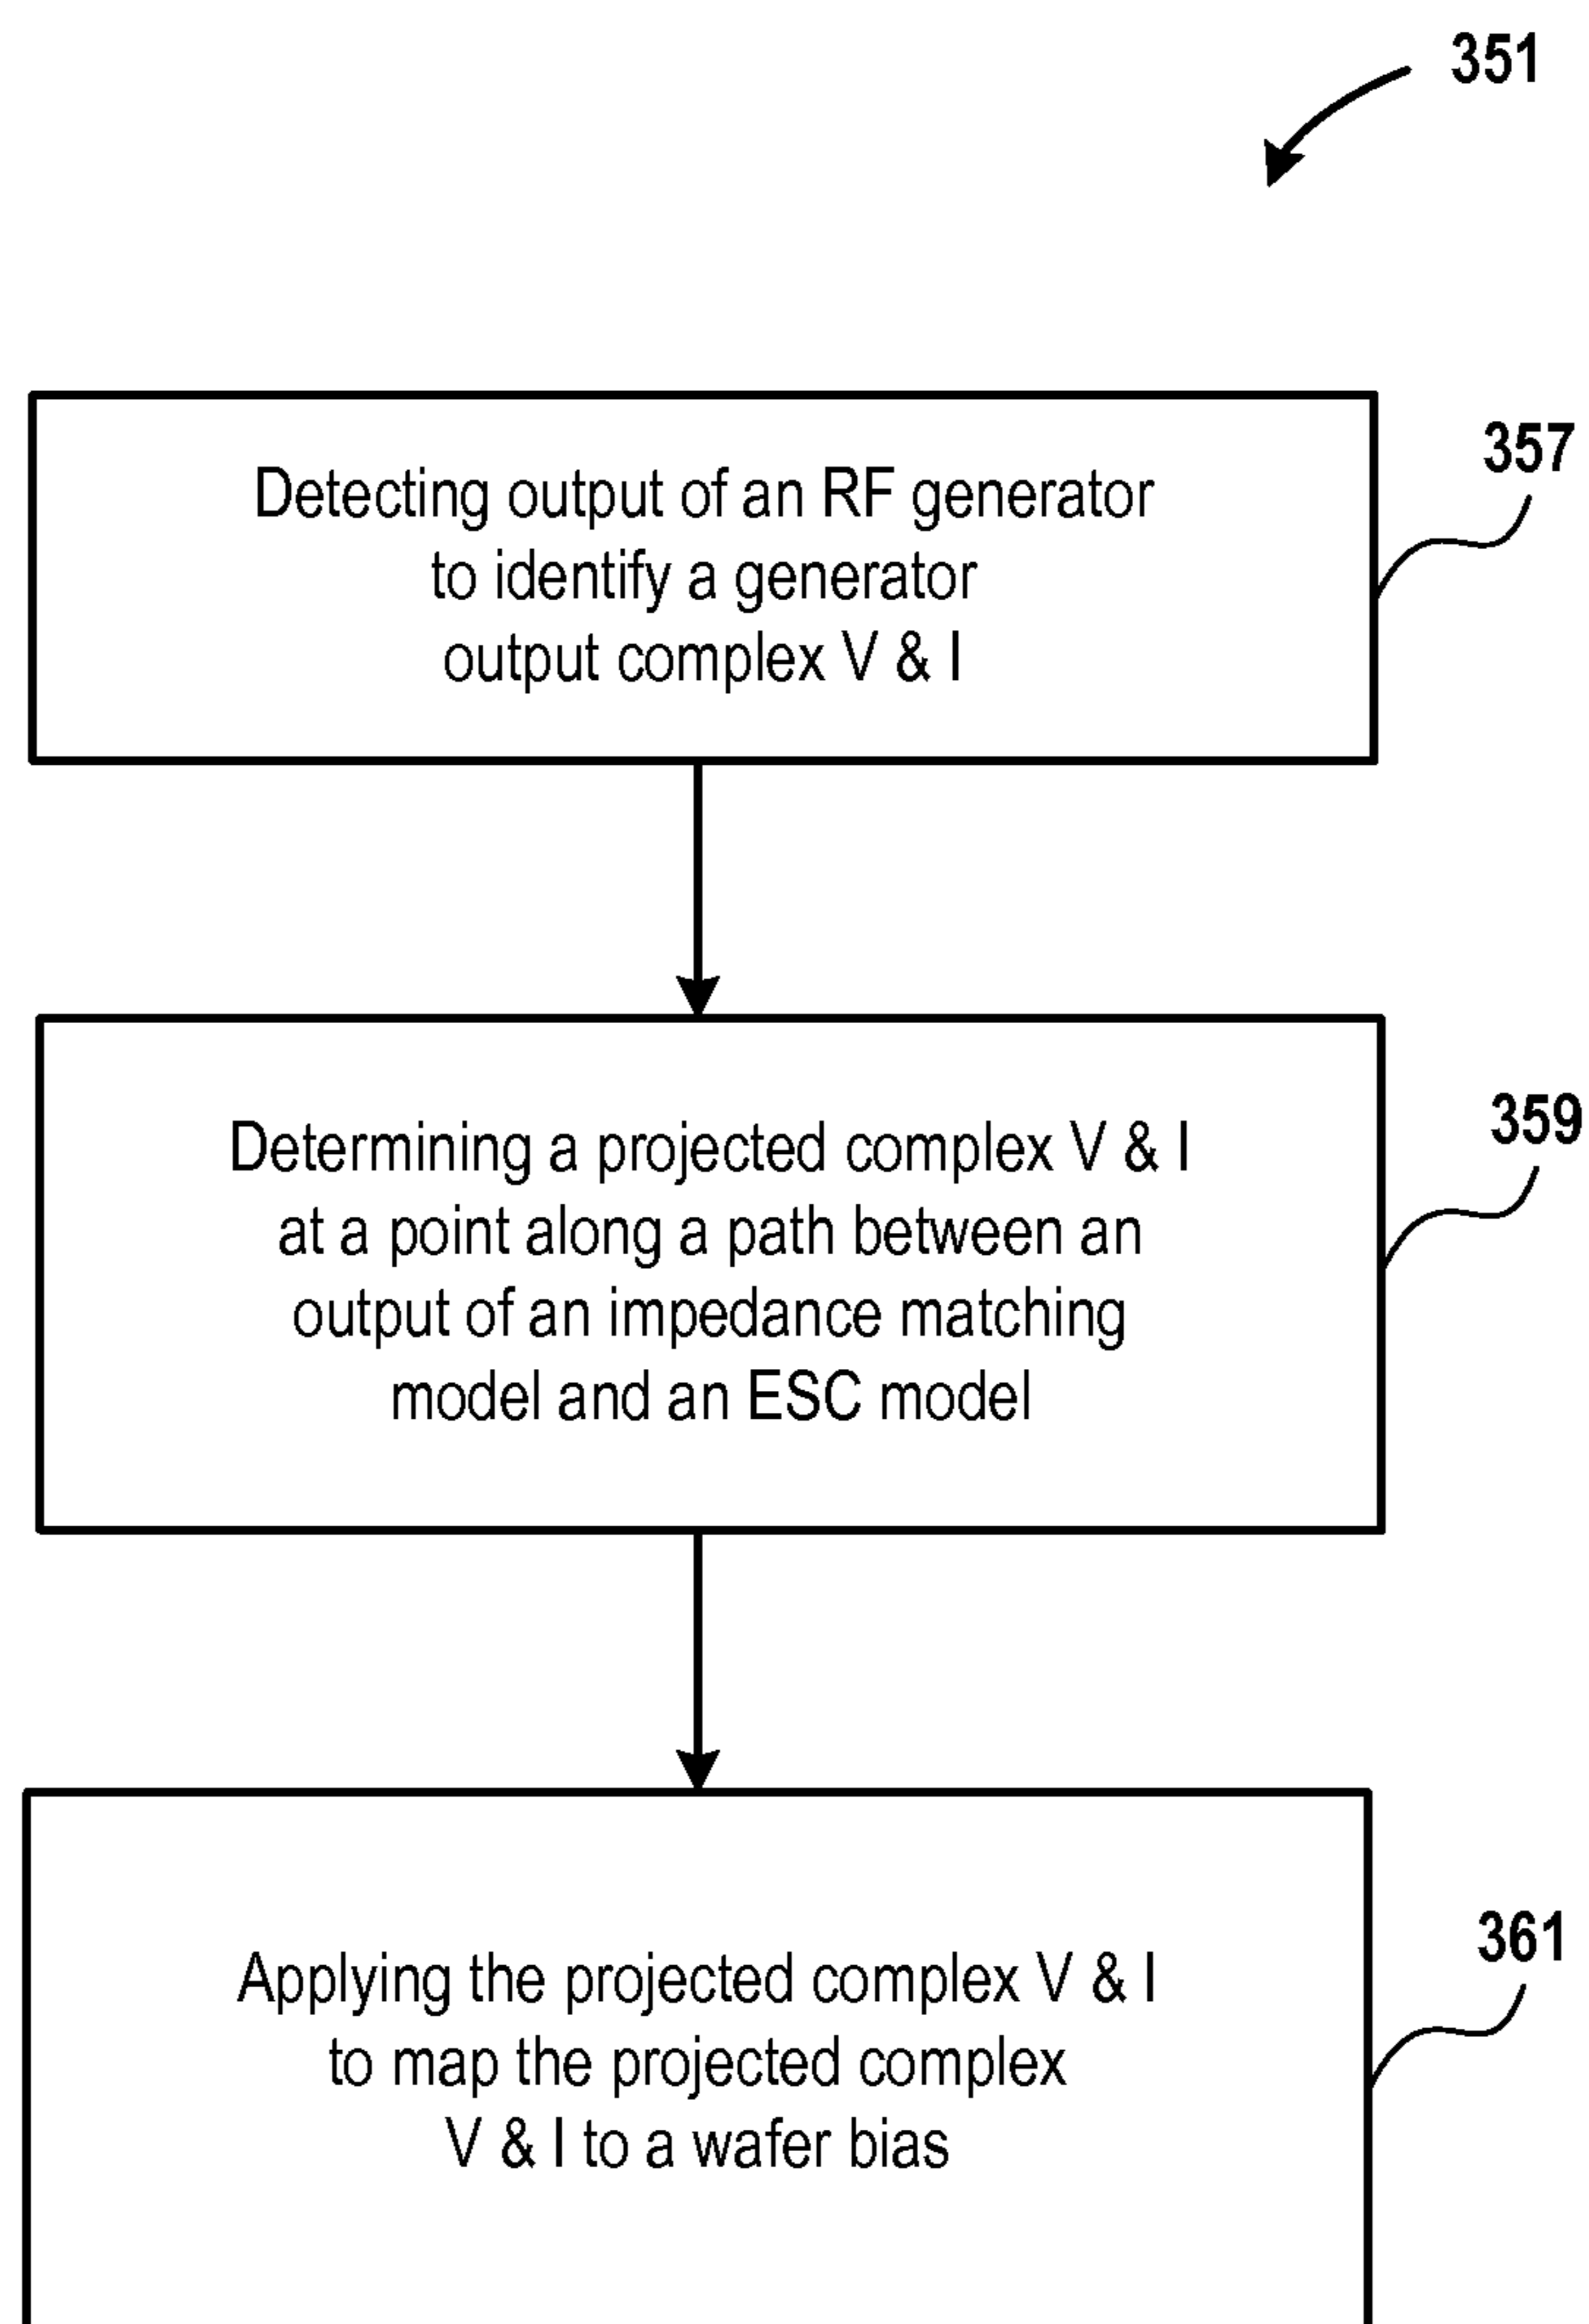 351
357
Detecting output of an RF generator
to identify a generator
output complex V & I
359
Determining a projected complex V & I
at a point along a path between an
output of an impedance matching
model and an ESC model
361
Applying the projected complex V & I
to map the projected complex
V & I to a wafer bias